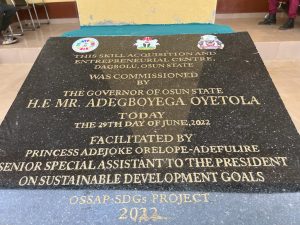 THIS SKILL ACQUISITION AND
ENTREPRENEURIAL CENTRE,
DAGBOLU, OSUN STATE
WAS COMMISSIONED
BY
THE GOVERNOR OF OSUN STATE
H.E MR. ADEGBOYEGA OYETOLA
TODAY
THE 29TH DAY OF JUNE, 2022
FACILITATED BY
PRINCESS ADEJOKE ORELOPE-ADEFULIRE
SENIOR SPECIAL ASSISTANT TO THE PRESIDENT
ON SUSTAINABLE DEVELOPMENT GOALS
OSSAP-SDGs PROJECT
2022